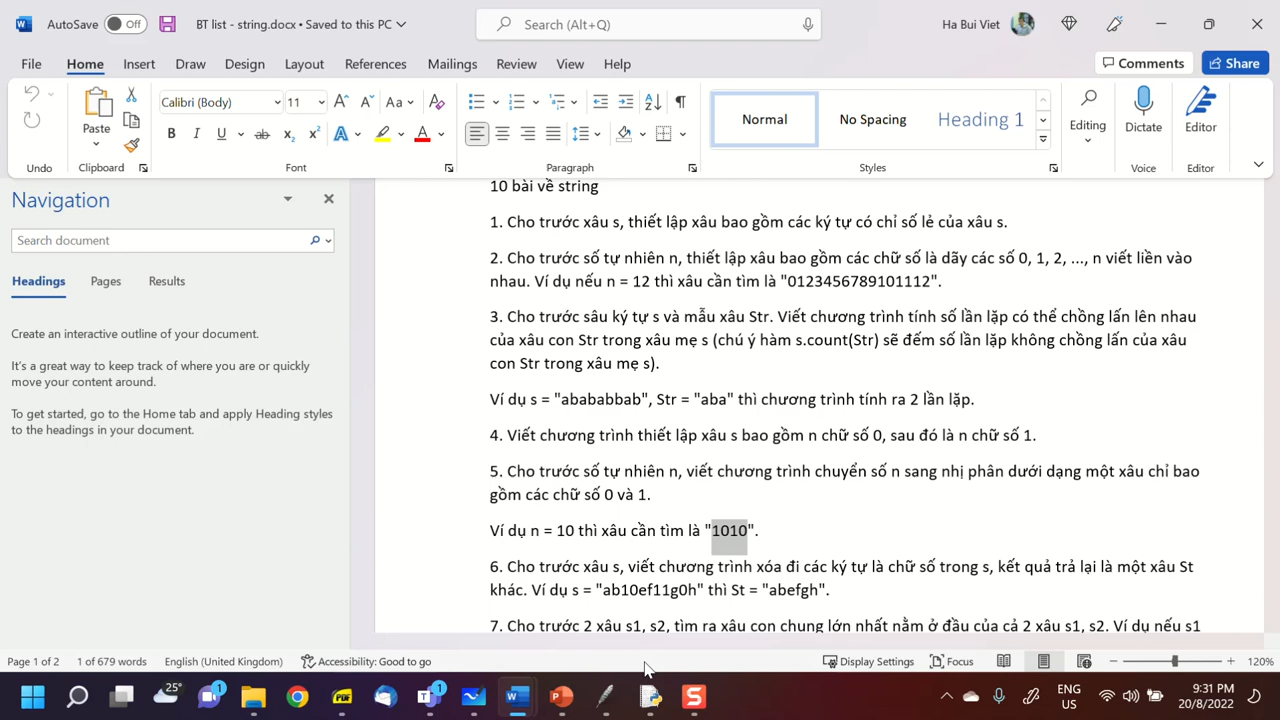 AutoSave Off BT list - string.docx • Saved to this PC Search (Alt+Q) Ha Bui Viet
File Home Insert Draw Design Layout References Mailings Review View Help Comments Share
Calibri (Body) 11 Aa
Paste B I U ab x₂ x² A A
Normal No Spacing Heading 1
Editing Dictate Editor
Undo Clipboard Font Paragraph Styles Voice Editor
Navigation
Search document
Headings Pages Results
Create an interactive outline of your document.
It's a great way to keep track of where you are or quickly
move your content around.
To get started, go to the Home tab and apply Heading styles
to the headings in your document.
10 bài về string
1. Cho trước xâu s, thiết lập xâu bao gồm các ký tự có chỉ số lẻ của xâu s.
2. Cho trước số tự nhiên n, thiết lập xâu bao gồm các chữ số là dãy các số 0, 1, 2, ..., n viết liền vào
nhau. Ví dụ nếu n = 12 thì xâu cần tìm là "0123456789101112".
3. Cho trước sâu ký tự s và mẫu xâu Str. Viết chương trình tính số lần lặp có thể chồng lấn lên nhau
của xâu con Str trong xâu mẹ s (chú ý hàm s.count(Str) sẽ đếm số lần lặp không chồng lấn của xâu
con Str trong xâu mẹ s).
Ví dụ s = "abababbab", Str = "aba" thì chương trình tính ra 2 lần lặp.
4. Viết chương trình thiết lập xâu s bao gồm n chữ số 0, sau đó là n chữ số 1.
5. Cho trước số tự nhiên n, viết chương trình chuyển số n sang nhị phân dưới dạng một xâu chỉ bao
gồm các chữ số 0 và 1.
Ví dụ n = 10 thì xâu cần tìm là "1010".
6. Cho trước xâu s, viết chương trình xóa đi các ký tự là chữ số trong s, kết quả trả lại là một xâu St
khác. Ví dụ s = "ab10ef11g0h" thì St = "abefgh".
7. Cho trước 2 xâu s1, s2, tìm ra xâu con chung lớn nhất nằm ở đầu của cả 2 xâu s1, s2. Ví dụ nếu s1
Page 1 of 2 1 of 679 words English (United Kingdom) Accessibility: Good to go Display Settings Focus 120%
25° 1 PDF T 1 W P S ENG
US 9:31 PM
20/8/2022